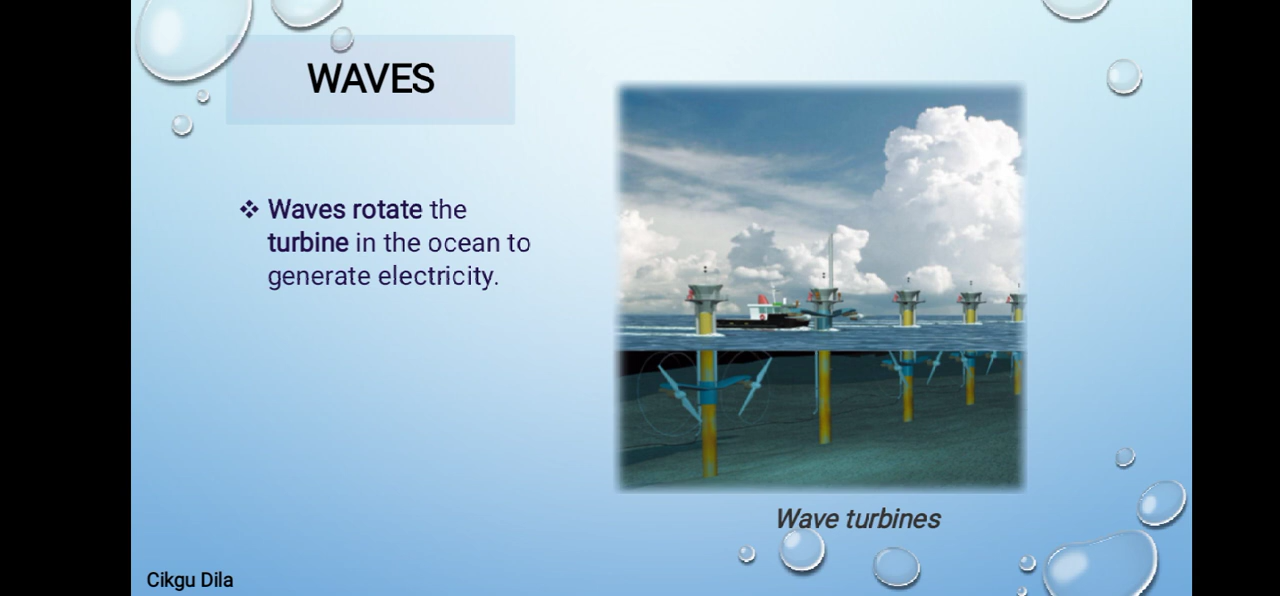 WAVES
❖ Waves rotate the
turbine in the ocean to
generate electricity.
Wave turbines
Cikgu Dila